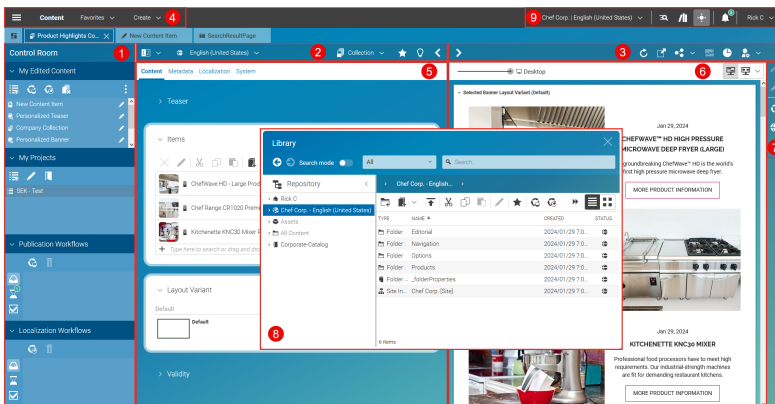 Content Favorites Create 4 9 Chef Corp. | English (United States) 1 Rick C
Product Highlights Co... New Content Item SearchResultPage
Control Room 1
English (United States) 2 Collection 3
My Edited Content
Content Metadata Localization System 5
Desktop 6
New Content Item
Personalized Teaser
Company Collection
Personalized Banner
Teaser
Selected Banner Layout Variant (Default)
My Projects
SEK - Test
Items
ChefWave HD - Large Prod
Chef Range CR1020 Premi
Kitchenette KNC30 Mixer F
Type here to search or drag and dro
Publication Workflows
Layout Variant
Default
Default
Localization Workflows
Validity
Library
Search mode All Search...
Repository Chef Corp. - English...
Rick C
Chef Corp. - English (United States)
Assets
All Content
Corporate-Catalog
TYPE NAME CREATED STATUS
Folder Editorial 2024/01/29 7:0...
Folder Navigation 2024/01/29 7:0...
Folder Options 2024/01/29 7:0...
Folder Products 2024/01/29 7:0...
Folder ... _folderProperties 2024/01/29 7:0...
Site In... Chef Corp. [Site] 2024/01/29 7:0...
8
6 items
Jan 29, 2024
CHEFWAVE™ HD HIGH PRESSURE
MICROWAVE DEEP FRYER (LARGE)
groundbreaking ChefWave™ HD is the world's
first high pressure microwave deep fryer.
MORE PRODUCT INFORMATION
Jan 29, 2024
KITCHENETTE KNC30 MIXER
Professional food processors have to meet high
requirements. Our industrial-strength machines
are fit for demanding restaurant kitchens.
MORE PRODUCT INFORMATION
7